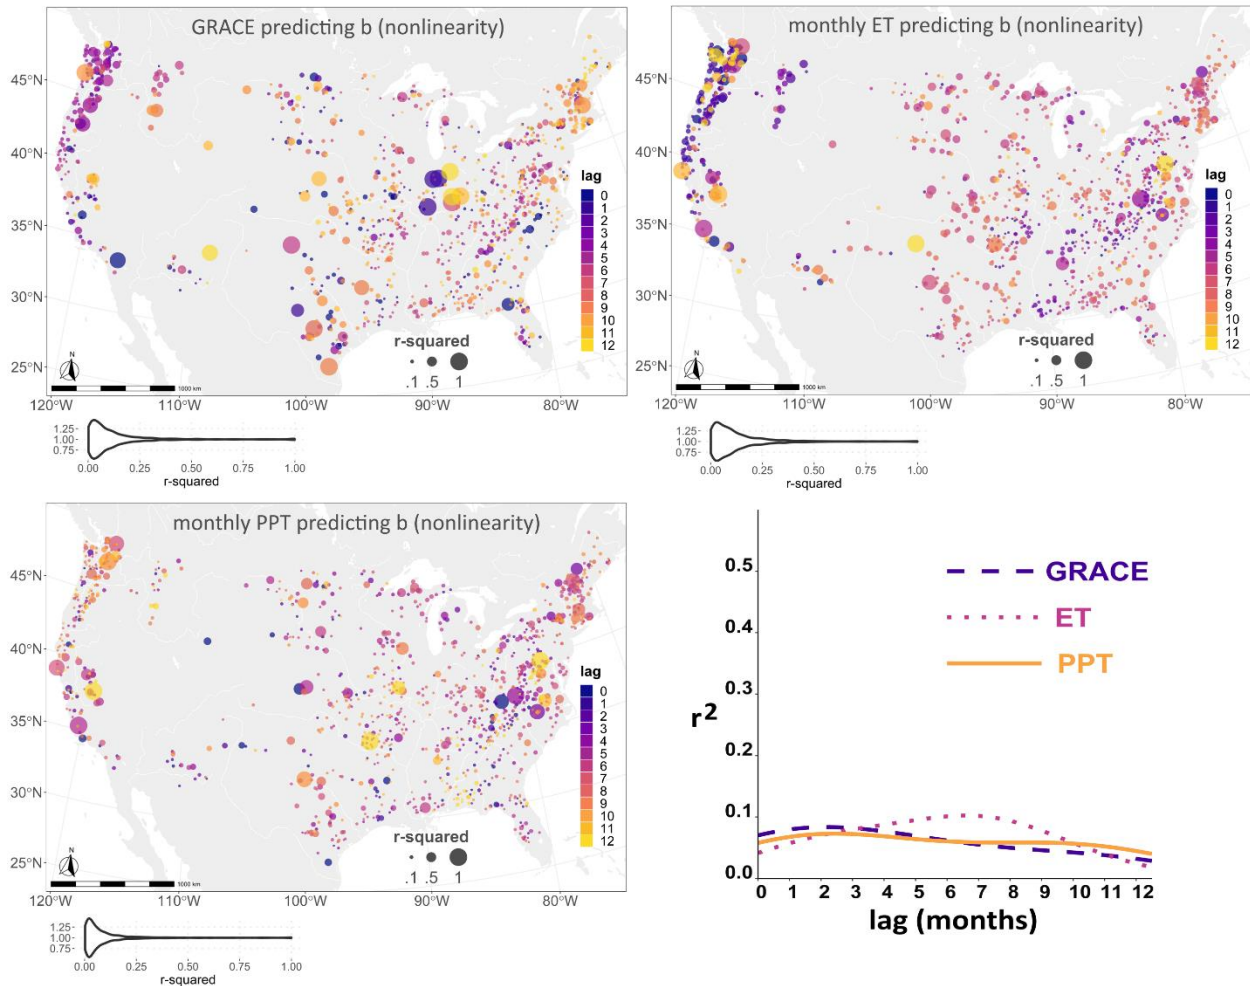 GRACE predicting b (nonlinearity)
45°N
40°N
35°N
30°N
25°N
lag
0
1
2
3
4
5
6
7
8
9
10
11
12
r-squared
.1 .5 1
N
1000 km
120°W 110°W 100°W 90°W 80°W
1.25
1.00
0.75
0.00 0.25 0.50 0.75 1.00
r-squared
monthly ET predicting b (nonlinearity)
45°N
40°N
35°N
30°N
25°N
lag
0
1
2
3
4
5
6
7
8
9
10
11
12
r-squared
.1 .5 1
N
1000 km
120°W 110°W 100°W 90°W 80°W
1.25
1.00
0.75
0.00 0.25 0.50 0.75 1.00
r-squared
monthly PPT predicting b (nonlinearity)
45°N
40°N
35°N
30°N
25°N
lag
0
1
2
3
4
5
6
7
8
9
10
11
12
r-squared
.1 .5 1
N
1000 km
120°W 110°W 100°W 90°W 80°W
1.25
1.00
0.75
0.00 0.25 0.50 0.75 1.00
r-squared
GRACE
ET
PPT
r²
0.5
0.4
0.3
0.2
0.1
0.0
0 1 2 3 4 5 6 7 8 9 10 11 12
lag (months)